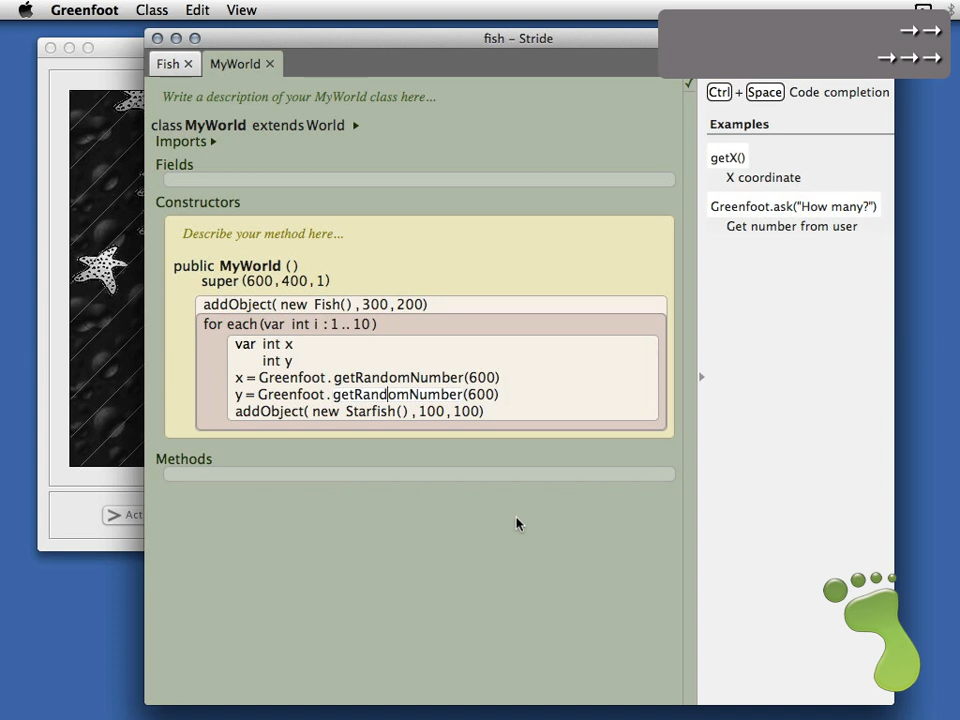 Greenfoot Class Edit View
fish – Stride
→→
→→→
Fish ✕ MyWorld ✕
Write a description of your MyWorld class here…
class MyWorld extends World ▸
Imports ▸
Fields
Constructors
Describe your method here…
public MyWorld ()
super (600,400,1)
addObject( new Fish() ,300,200)
for each(var int i : 1 .. 10)
var int x
int y
x = Greenfoot . getRandomNumber(600)
y = Greenfoot . getRandomNumber(600)
addObject( new Starfish() , 100,100)
Methods
Ctrl + Space Code completion
Examples
getX()
X coordinate
Greenfoot.ask("How many?")
Get number from user
> Act